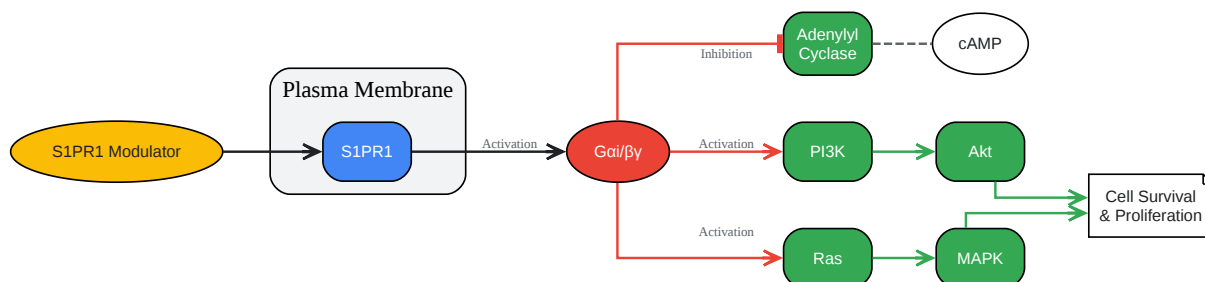 Adenylyl
Cyclase
cAMP
Inhibition
Plasma Membrane
S1PR1 Modulator
S1PR1
Activation
Gαi/βγ
Activation
PI3K
Akt
Cell Survival
& Proliferation
Activation
Ras
MAPK